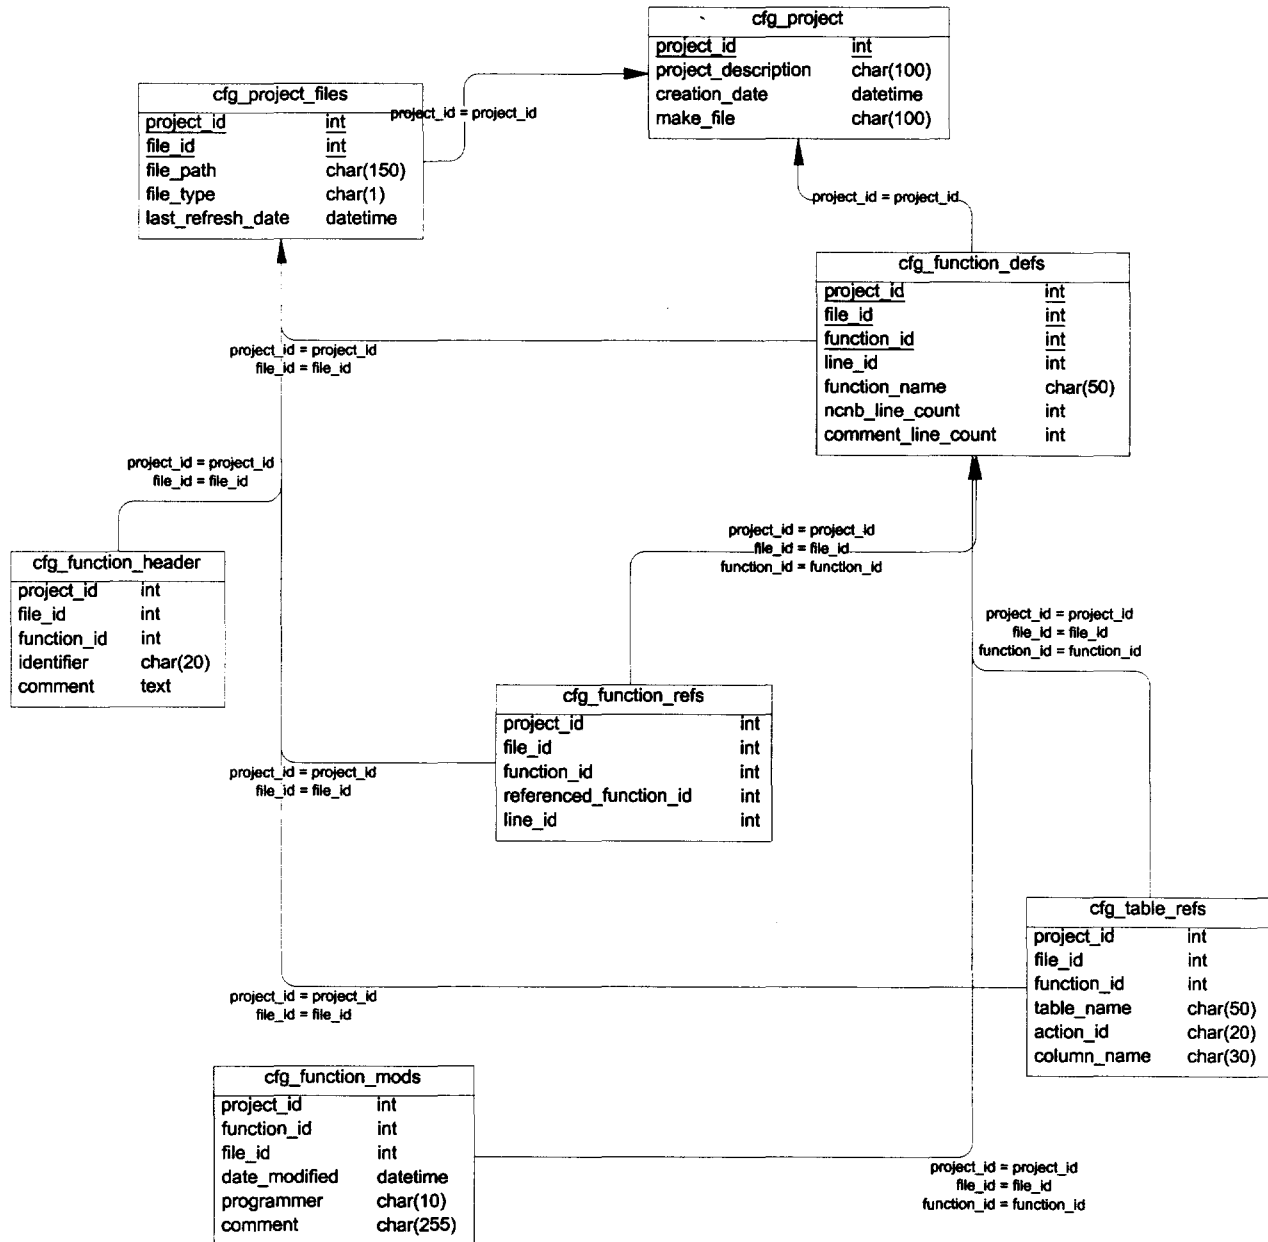 cfg_project
project_id int
project_description char(100)
creation_date datetime
make_file char(100)
cfg_project_files
project_id int
file_id int
file_path char(150)
file_type char(1)
last_refresh_date datetime
project_id = project_id
project_id = project_id
cfg_function_defs
project_id int
file_id int
function_id int
line_id int
function_name char(50)
ncnb_line_count int
comment_line_count int
project_id = project_id
file_id = file_id
project_id = project_id
file_id = file_id
cfg_function_header
project_id int
file_id int
function_id int
identifier char(20)
comment text
project_id = project_id
file_id = file_id
function_id = function_id
project_id = project_id
file_id = file_id
function_id = function_id
cfg_function_refs
project_id int
file_id int
function_id int
referenced_function_id int
line_id int
project_id = project_id
file_id = file_id
cfg_table_refs
project_id int
file_id int
function_id int
table_name char(50)
action_id char(20)
column_name char(30)
project_id = project_id
file_id = file_id
cfg_function_mods
project_id int
function_id int
file_id int
date_modified datetime
programmer char(10)
comment char(255)
project_id = project_id
file_id = file_id
function_id = function_id